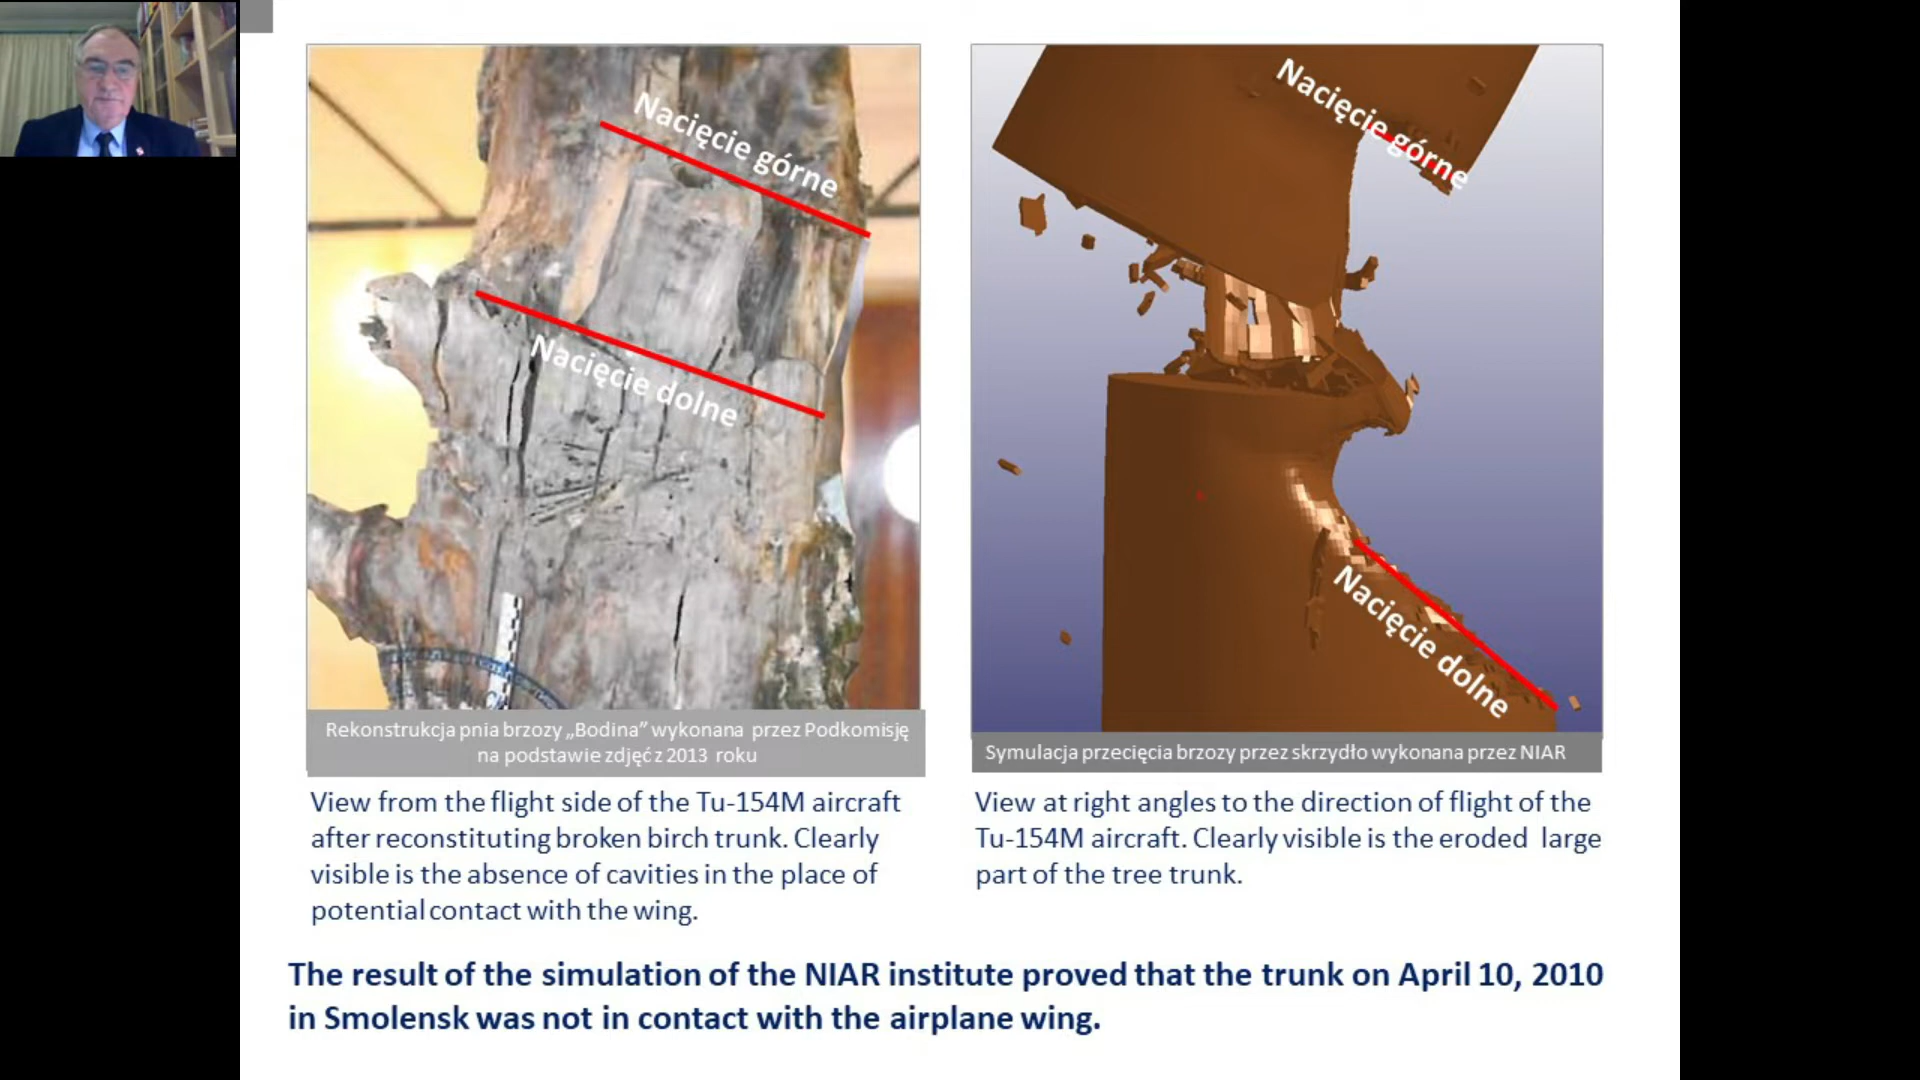 Nacięcie górne
Nacięcie dolne
Rekonstrukcja pnia brzozy „Bodina” wykonana przez Podkomisję
na podstawie zdjęć z 2013 roku
View from the flight side of the Tu-154M aircraft
after reconstituting broken birch trunk. Clearly
visible is the absence of cavities in the place of
potential contact with the wing.
Nacięcie górne
Nacięcie dolne
Symulacja przecięcia brzozy przez skrzydło wykonana przez NIAR
View at right angles to the direction of flight of the
Tu-154M aircraft. Clearly visible is the eroded large
part of the tree trunk.
The result of the simulation of the NIAR institute proved that the trunk on April 10, 2010
in Smolensk was not in contact with the airplane wing.